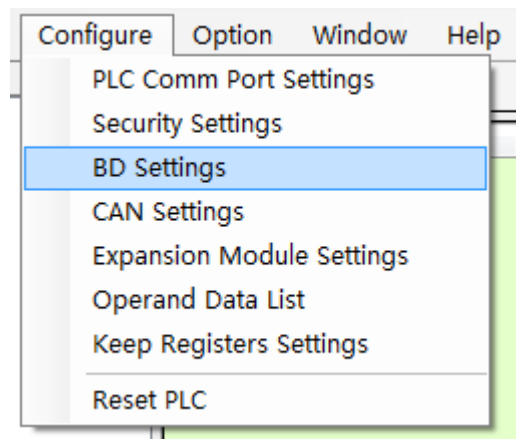 Configure Option Window Help
PLC Comm Port Settings
Security Settings
BD Settings
CAN Settings
Expansion Module Settings
Operand Data List
Keep Registers Settings
Reset PLC